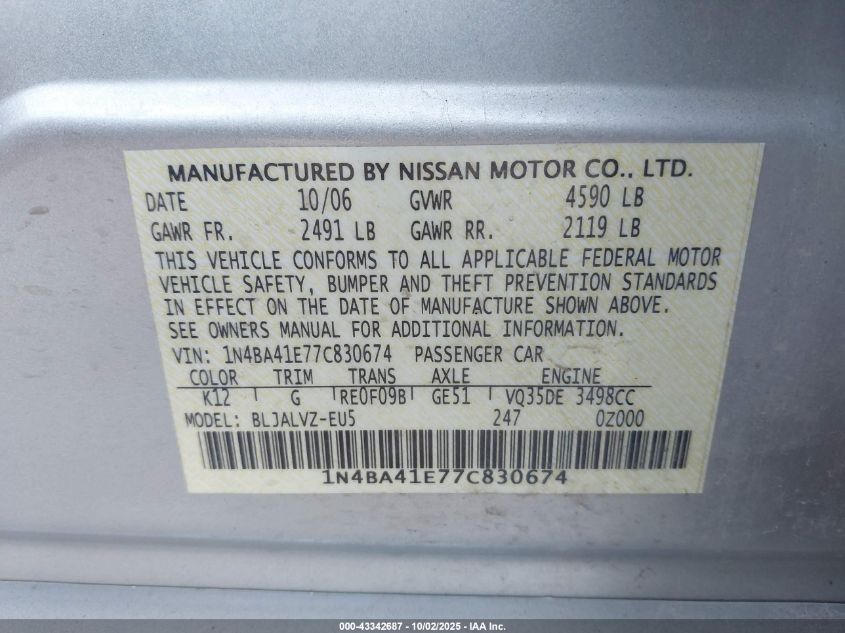 MANUFACTURED BY NISSAN MOTOR CO., LTD.
DATE 10/06 GVWR 4590 LB
GAWR FR. 2491 LB GAWR RR. 2119 LB
THIS VEHICLE CONFORMS TO ALL APPLICABLE FEDERAL MOTOR
VEHICLE SAFETY, BUMPER AND THEFT PREVENTION STANDARDS
IN EFFECT ON THE DATE OF MANUFACTURE SHOWN ABOVE.
SEE OWNERS MANUAL FOR ADDITIONAL INFORMATION.
VIN: 1N4BA41E77C830674 PASSENGER CAR
COLOR TRIM TRANS AXLE ENGINE
K12 G RE0F09B GE51 VQ35DE 3498CC
MODEL: BLJALVZ-EU5 247 0Z000
1N4BA41E77C830674
000-43342687 - 10/02/2025 - IAA Inc.